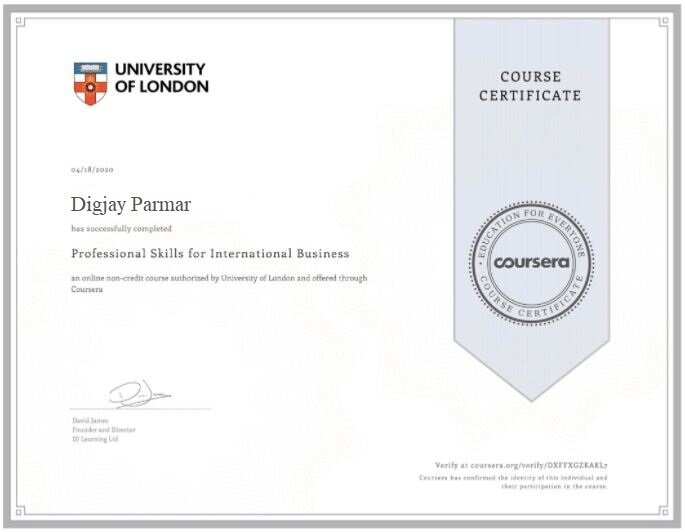 UNIVERSITY
OF LONDON
COURSE
CERTIFICATE
04/18/2020
Digjay Parmar
has successfully completed
Professional Skills for International Business
an online non-credit course authorized by University of London and offered through
Coursera
EDUCATION FOR EVERYONE
coursera
COURSE CERTIFICATE
David James
Founder and Director
DJ Learning Ltd
Verify at coursera.org/verify/DXFFXGZKAKL7
Coursera has confirmed the identity of this individual and
their participation in the course.